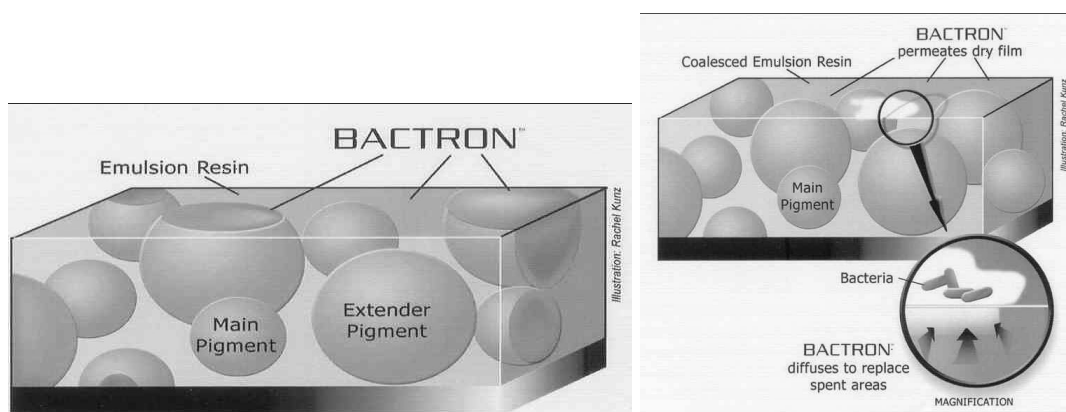 BACTRON™
Emulsion Resin
Main
Pigment
Extender
Pigment
Illustration: Rachel Kunz
BACTRON™
permeates dry film
Coalesced Emulsion Resin
Main
Pigment
Illustration: Rachel Kunz
Bacteria
BACTRON™
diffuses to replace
spent areas
MAGNIFICATION